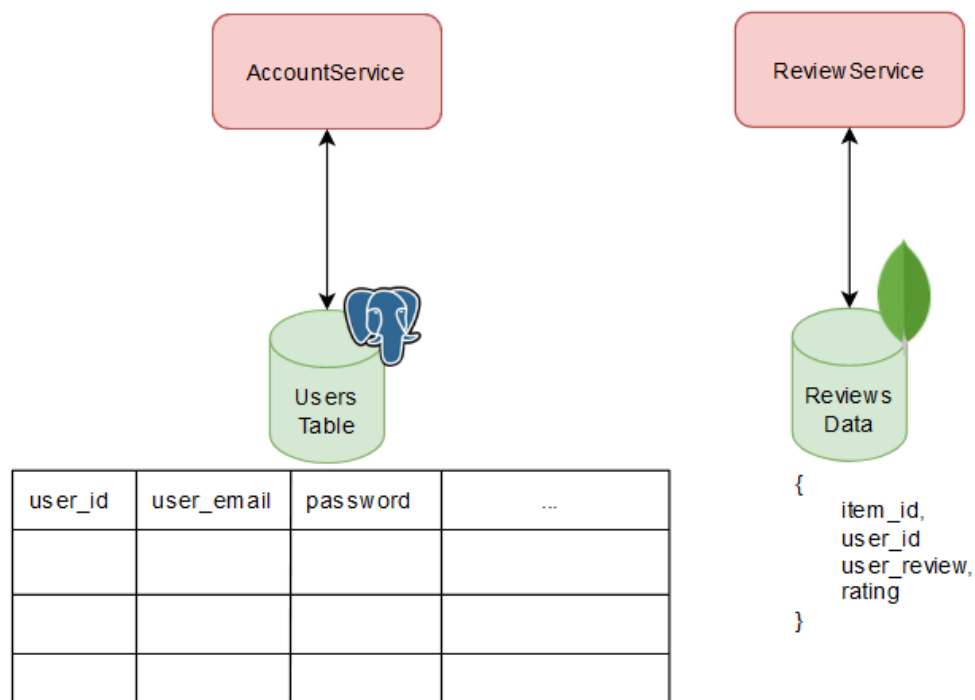 AccountService
ReviewService
Users
Table
Reviews
Data
user_id
user_email
password
...
{
item_id,
user_id
user_review,
rating
}